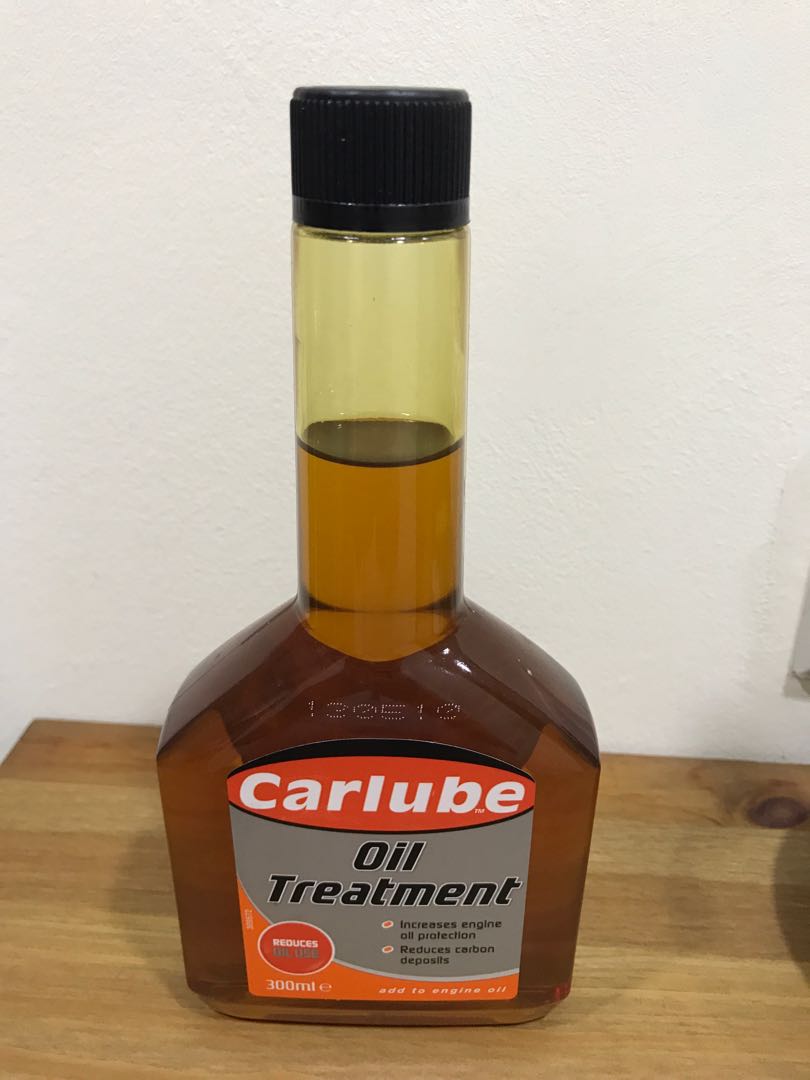 130510
Carlube
TM
Oil
Treatment
Increases engine
oil protection
Reduces carbon
deposits
REDUCES
OIL USE
300ml e
add to engine oil